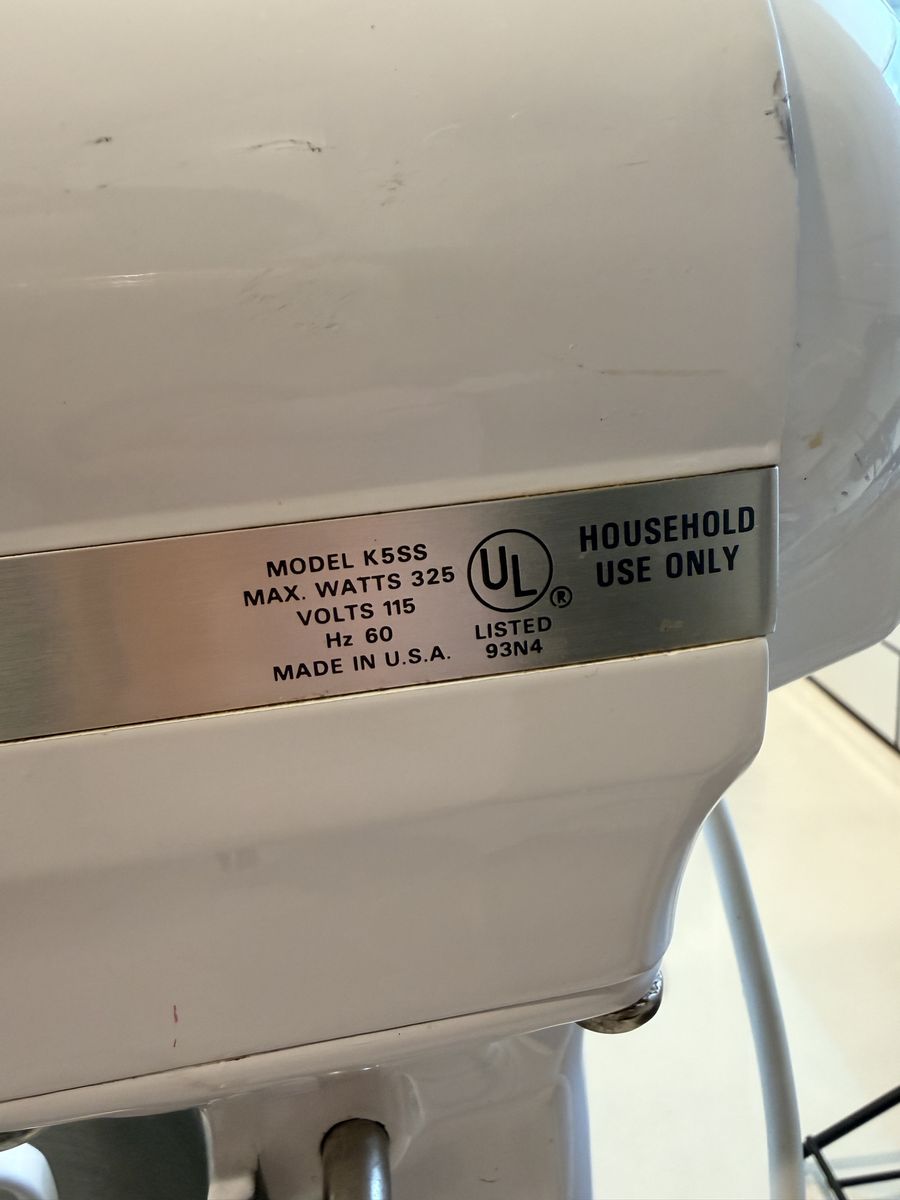 MODEL K5SS
MAX. WATTS 325
VOLTS 115
Hz 60
MADE IN U.S.A.
UL®
LISTED
93N4
HOUSEHOLD
USE ONLY